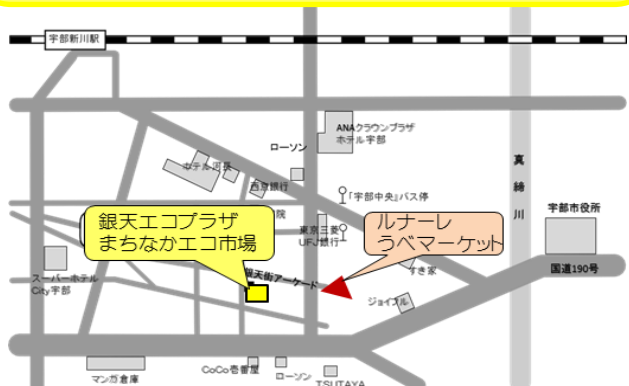 宇部新川駅
ANAクラウンプラザ
ホテル宇部
ローソン
ホテル河長
西京銀行
「宇部中央」バス停
真締川
宇部市役所
銀天エコプラザ
まちなかエコ市場
院
東京三菱
UFJ銀行
ルナーレ
うべマーケット
すき家
国道190号
スーパーホテル
City宇部
銀天街アーケード
ジョイフル
マンガ倉庫
CoCo壱番屋
ローソン
TSUTAYA